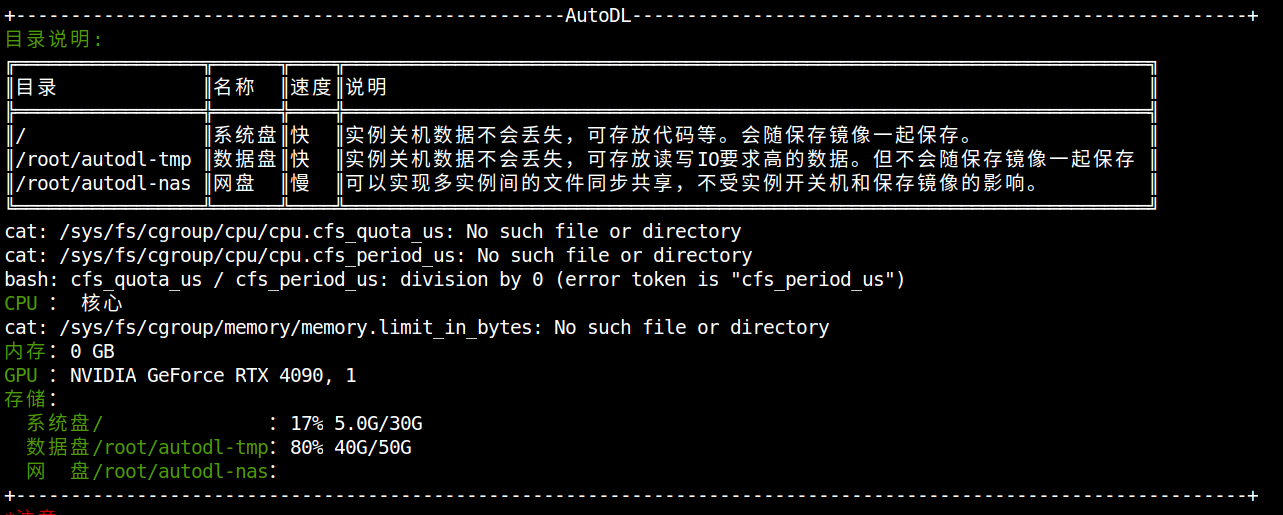 +--------------------------------------------------AutoDL--------------------------------------------------------+
目录说明:
╔═════════════════╦══════╦════╦═════════════════════════════════════════════════════════════════════════╗
║目录             ║名称  ║速度║说明                                                                     ║
╠═════════════════╬══════╬════╬═════════════════════════════════════════════════════════════════════════╣
║/                ║系统盘║快  ║实例关机数据不会丢失，可存放代码等。会随保存镜像一起保存。               ║
║/root/autodl-tmp ║数据盘║快  ║实例关机数据不会丢失，可存放读写IO要求高的数据。但不会随保存镜像一起保存 ║
║/root/autodl-nas ║网盘  ║慢  ║可以实现多实例间的文件同步共享，不受实例开关机和保存镜像的影响。         ║
╚═════════════════╩══════╩════╩═════════════════════════════════════════════════════════════════════════╝
cat: /sys/fs/cgroup/cpu/cpu.cfs_quota_us: No such file or directory
cat: /sys/fs/cgroup/cpu/cpu.cfs_period_us: No such file or directory
bash: cfs_quota_us / cfs_period_us: division by 0 (error token is "cfs_period_us")
CPU ： 核心
cat: /sys/fs/cgroup/memory/memory.limit_in_bytes: No such file or directory
内存：0 GB
GPU ：NVIDIA GeForce RTX 4090, 1
存储：
  系统盘/               ：17% 5.0G/30G
  数据盘/root/autodl-tmp：80% 40G/50G
  网  盘/root/autodl-nas：
+----------------------------------------------------------------------------------------------------------------+
*注意